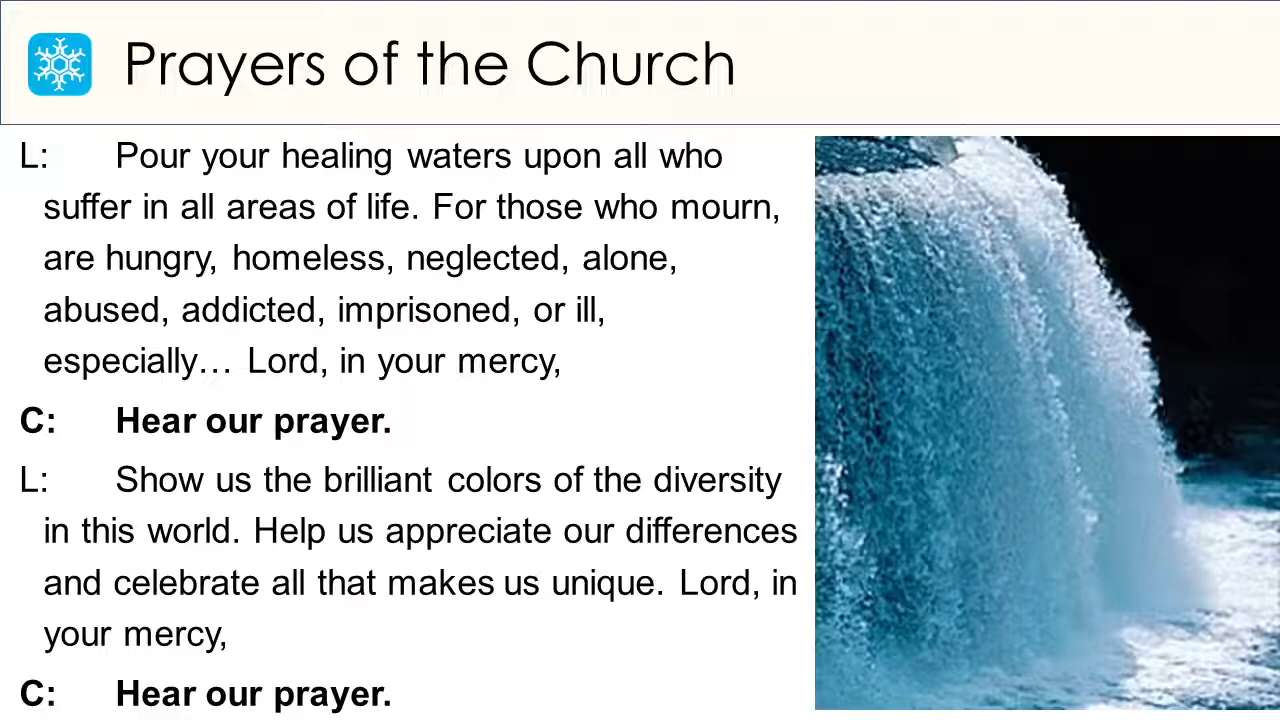 Prayers of the Church
L: Pour your healing waters upon all who
suffer in all areas of life. For those who mourn,
are hungry, homeless, neglected, alone,
abused, addicted, imprisoned, or ill,
especially… Lord, in your mercy,
C: Hear our prayer.
L: Show us the brilliant colors of the diversity
in this world. Help us appreciate our differences
and celebrate all that makes us unique. Lord, in
your mercy,
C: Hear our prayer.